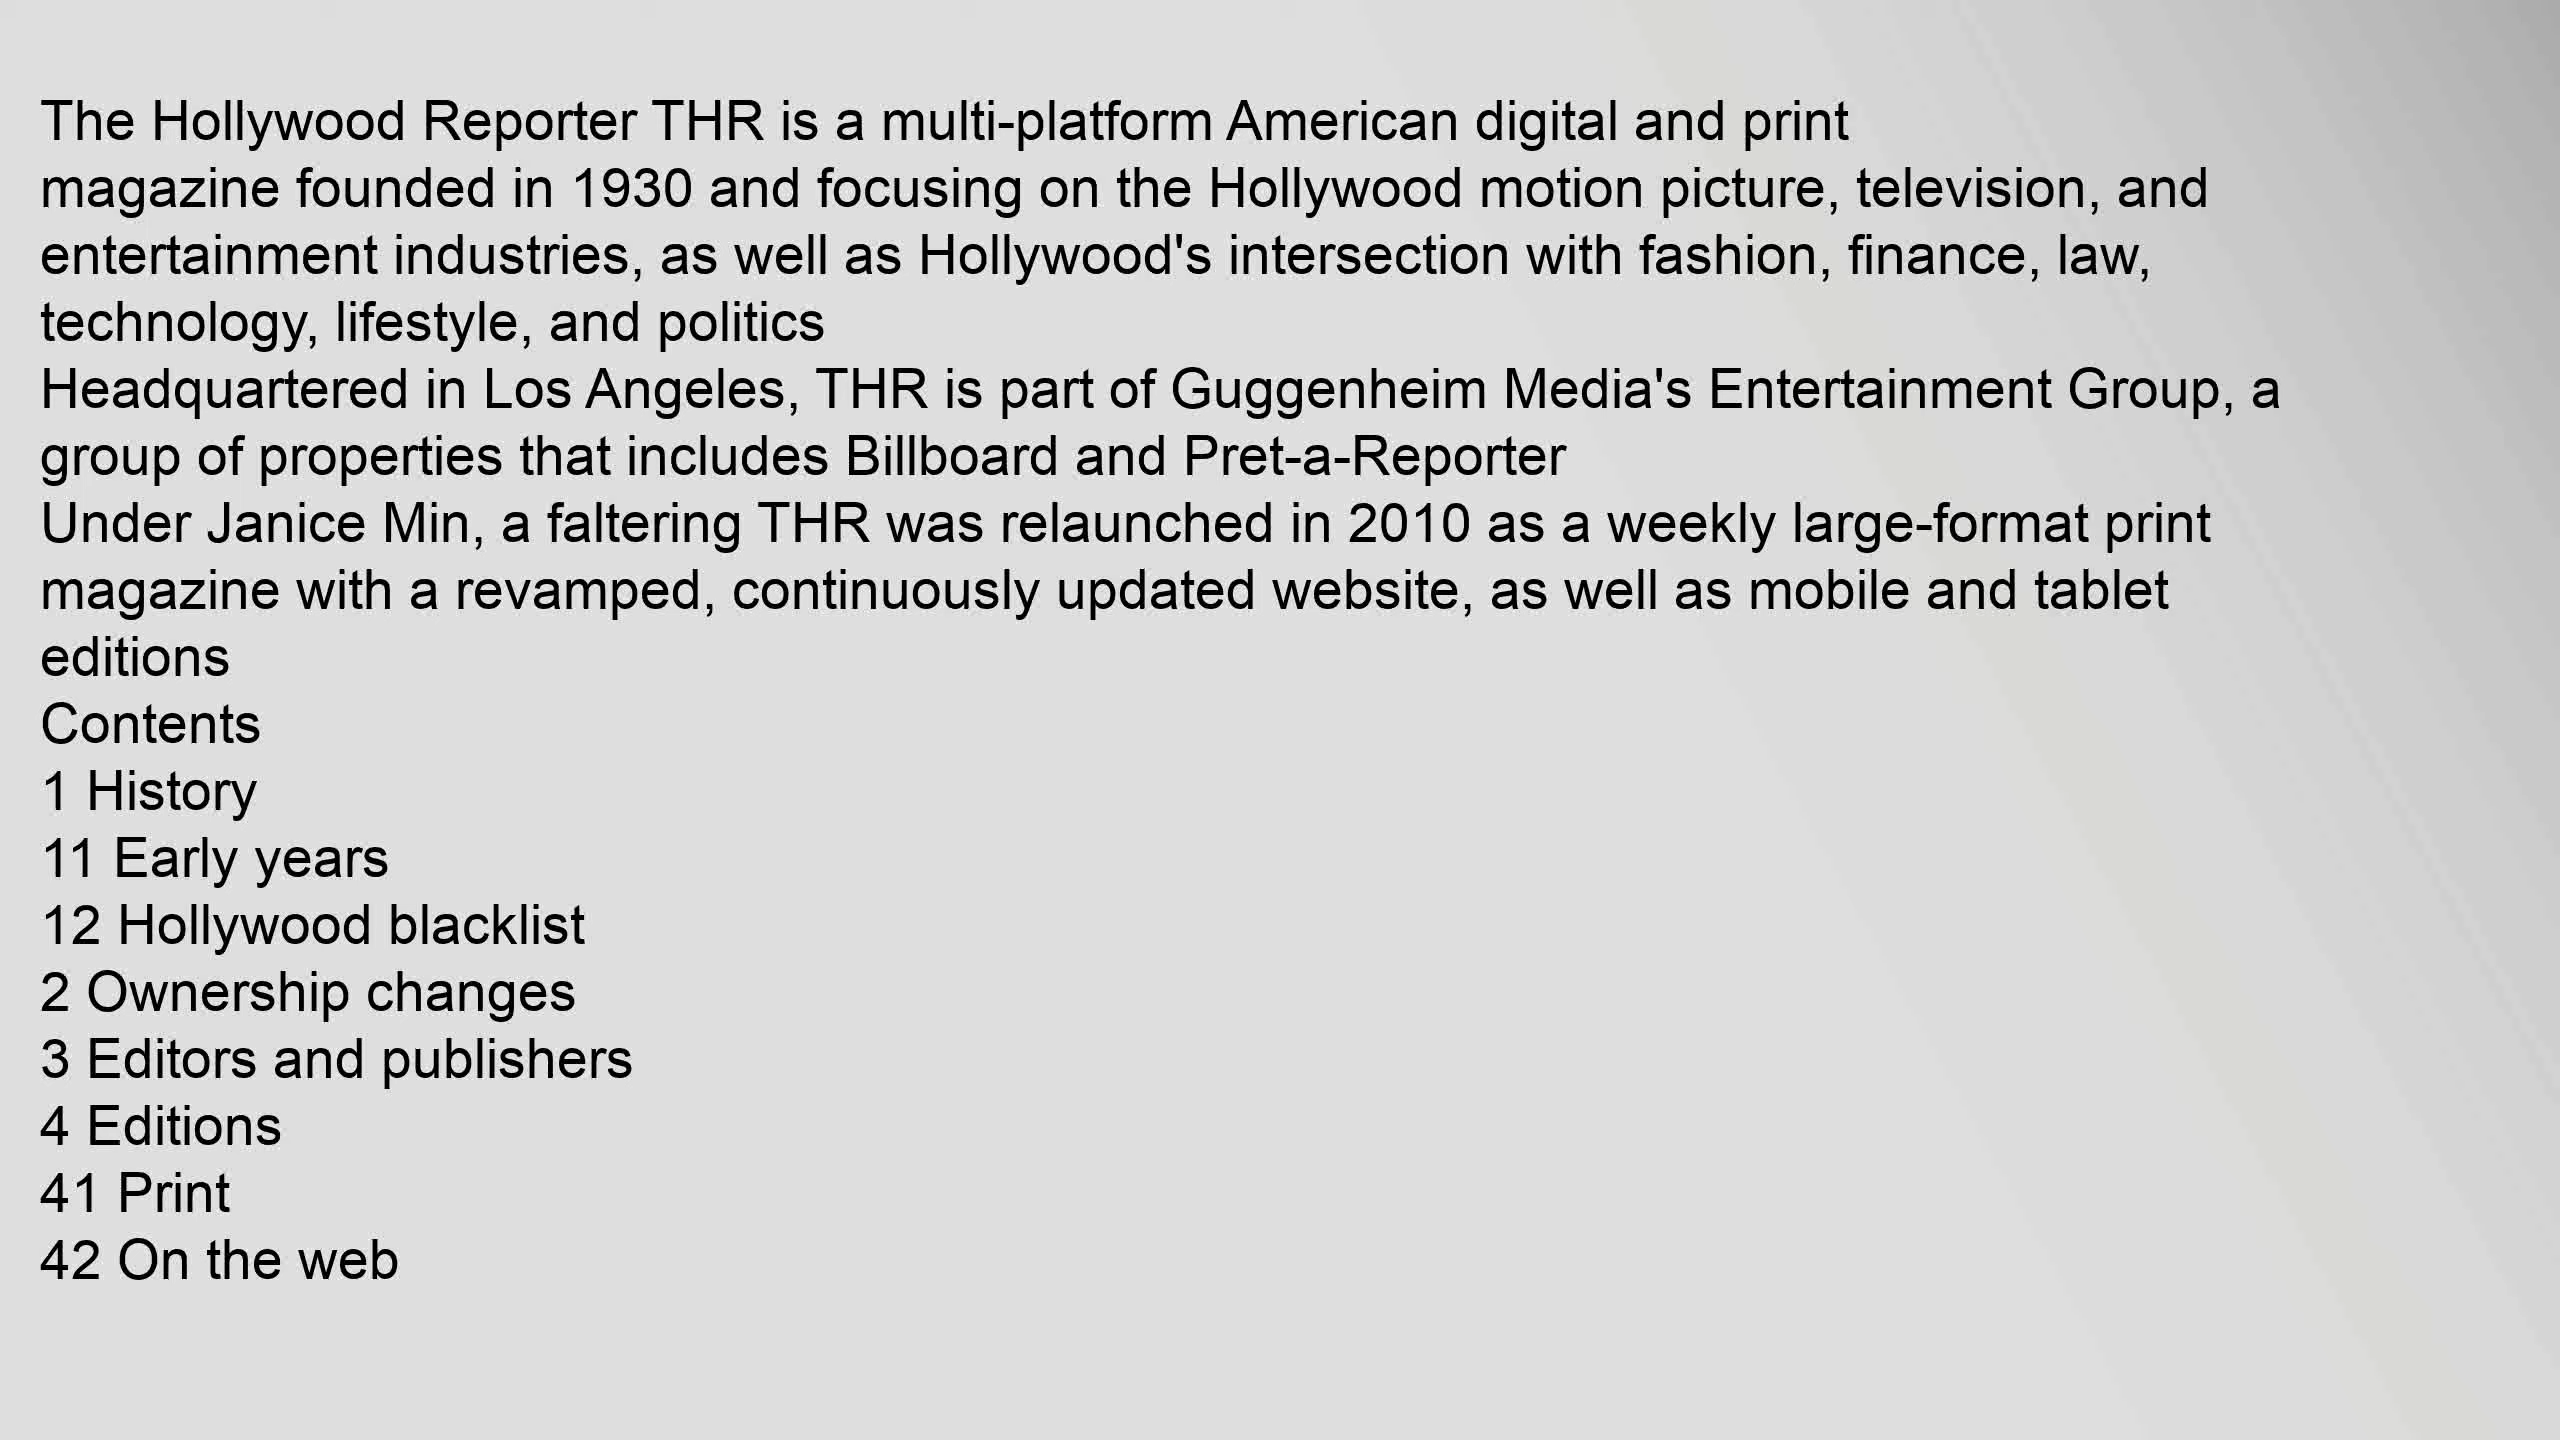 The Hollywood Reporter THR is a multi-platform American digital and print
magazine founded in 1930 and focusing on the Hollywood motion picture, television, and
entertainment industries, as well as Hollywood's intersection with fashion, finance, law,
technology, lifestyle, and politics
Headquartered in Los Angeles, THR is part of Guggenheim Media's Entertainment Group, a
group of properties that includes Billboard and Pret-a-Reporter
Under Janice Min, a faltering THR was relaunched in 2010 as a weekly large-format print
magazine with a revamped, continuously updated website, as well as mobile and tablet
editions
Contents
1 History
11 Early years
12 Hollywood blacklist
2 Ownership changes
3 Editors and publishers
4 Editions
41 Print
42 On the web